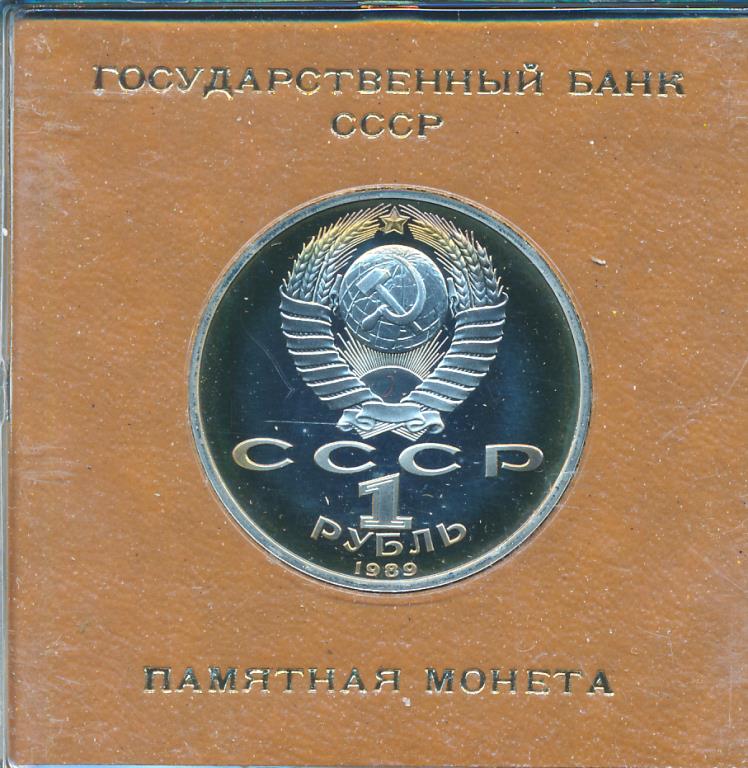 ГОСУДАРСТВЕННЫЙ БАНК
СССР
СССР
1
РУБЛЬ
1989
ПАМЯТНАЯ МОНЕТА